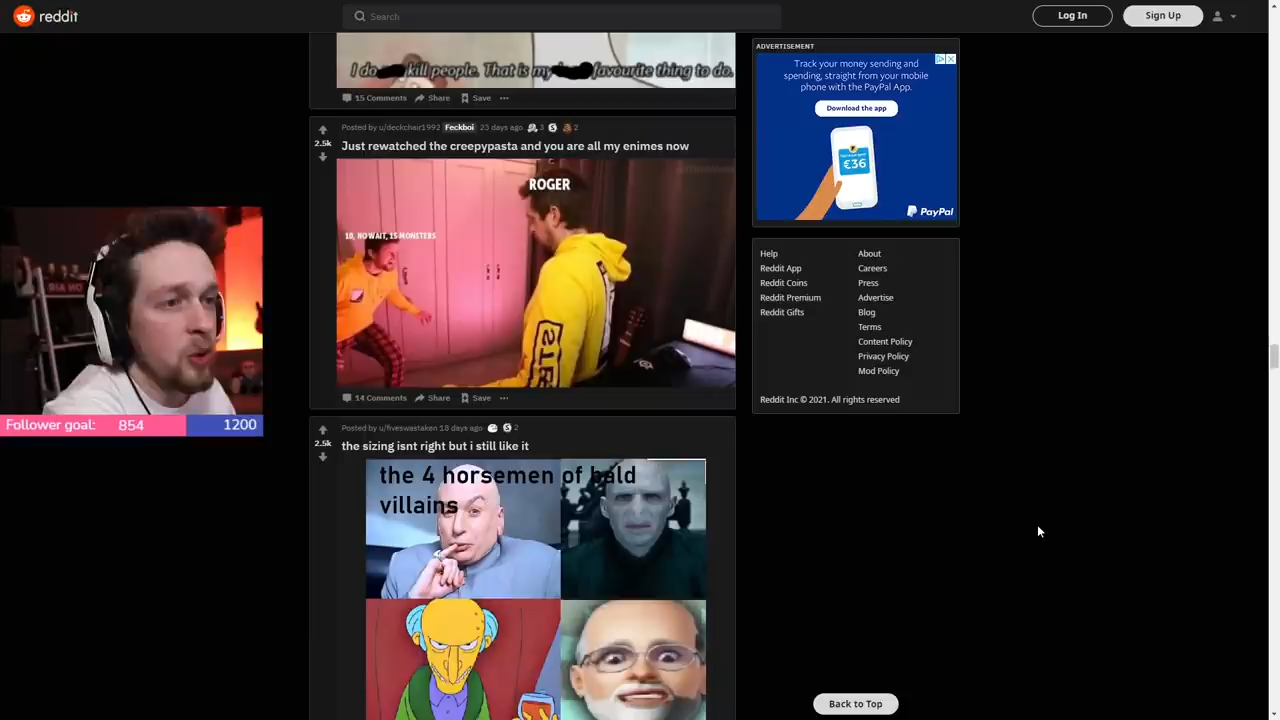 reddit
Search
Log In
Sign Up
I do kill people. That is my favourite thing to do.
15 Comments Share Save
Posted by u/deckchair1992 Feckboi 23 days ago 3 S 2
2.5k
Just rewatched the creepypasta and you are all my enimes now
ROGER
10, NO WAIT, 15 MONSTERS
14 Comments Share Save
Posted by u/fiveswastaken 18 days ago S 2
2.5k
the sizing isnt right but i still like it
the 4 horsemen of bald
villains
Follower goal: 854 1200
ADVERTISEMENT
Track your money sending and
spending, straight from your mobile
phone with the PayPal App.
Download the app
€36
PayPal
Help
About
Reddit App
Careers
Reddit Coins
Press
Reddit Premium
Advertise
Reddit Gifts
Blog
Terms
Content Policy
Privacy Policy
Mod Policy
Reddit Inc © 2021. All rights reserved
Back to Top